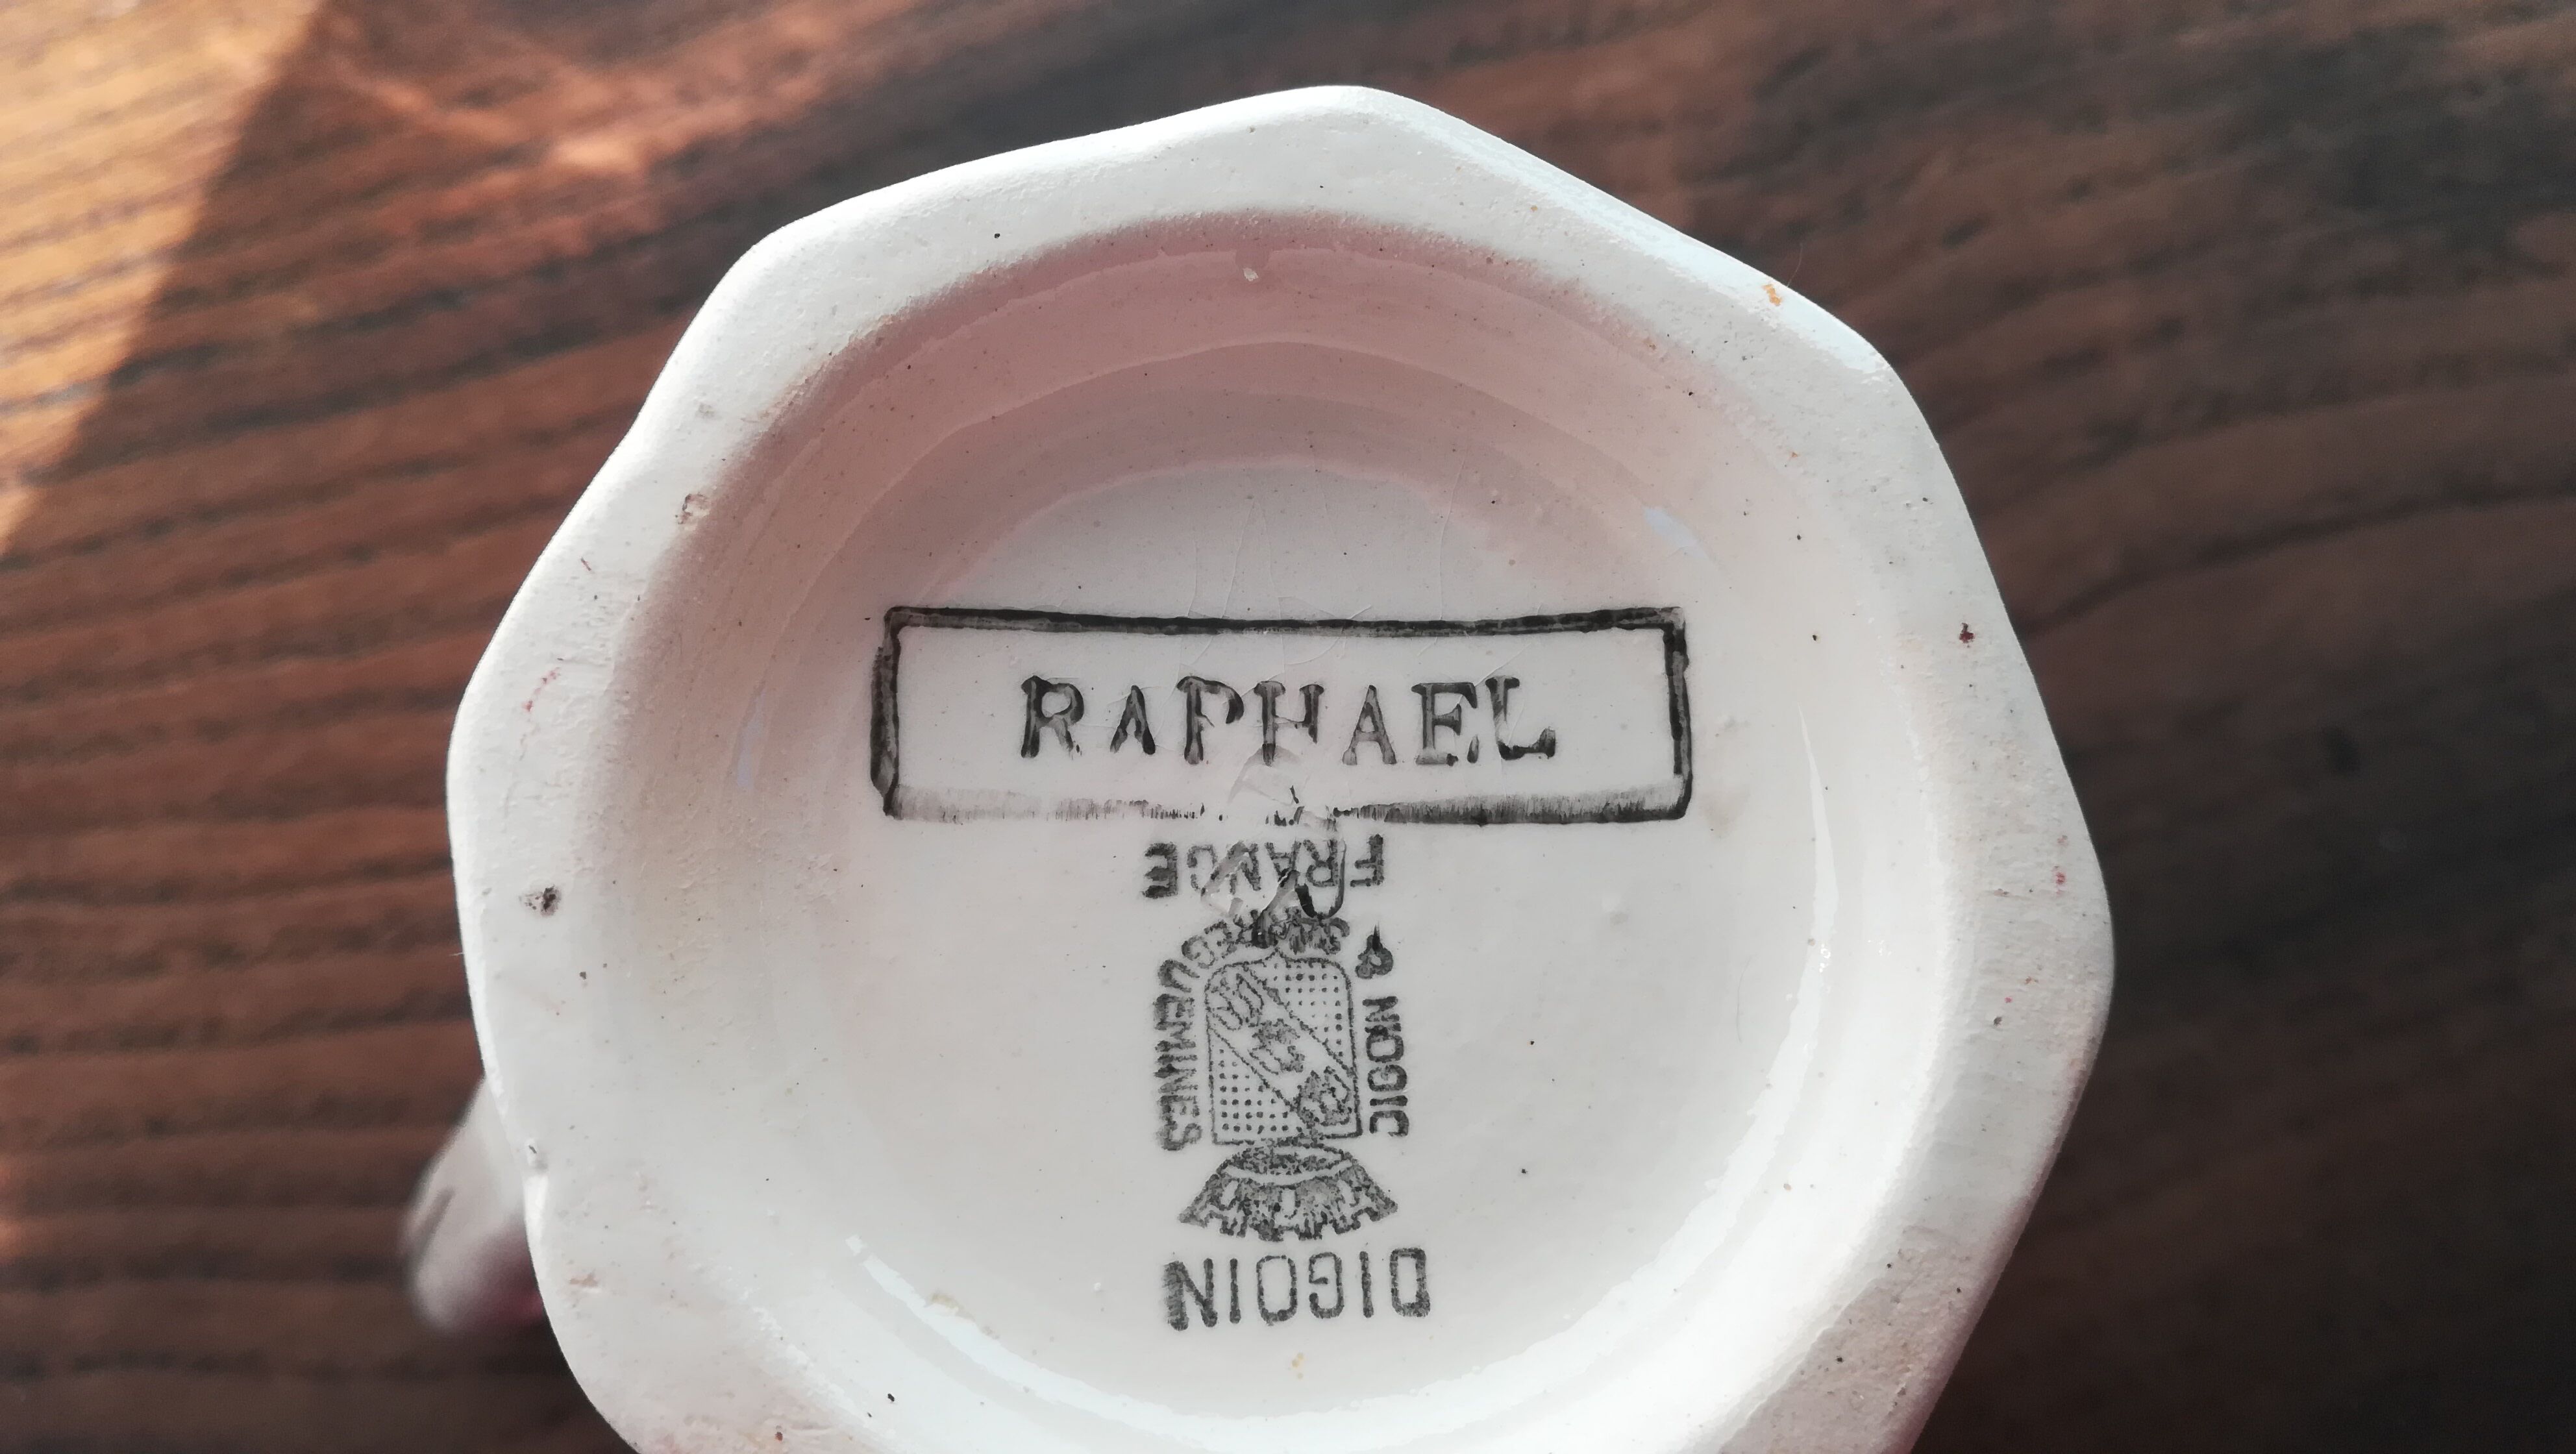 RAPHAEL
DIGOIN
DIGOIN & SARREGUEMINES
FRANCE